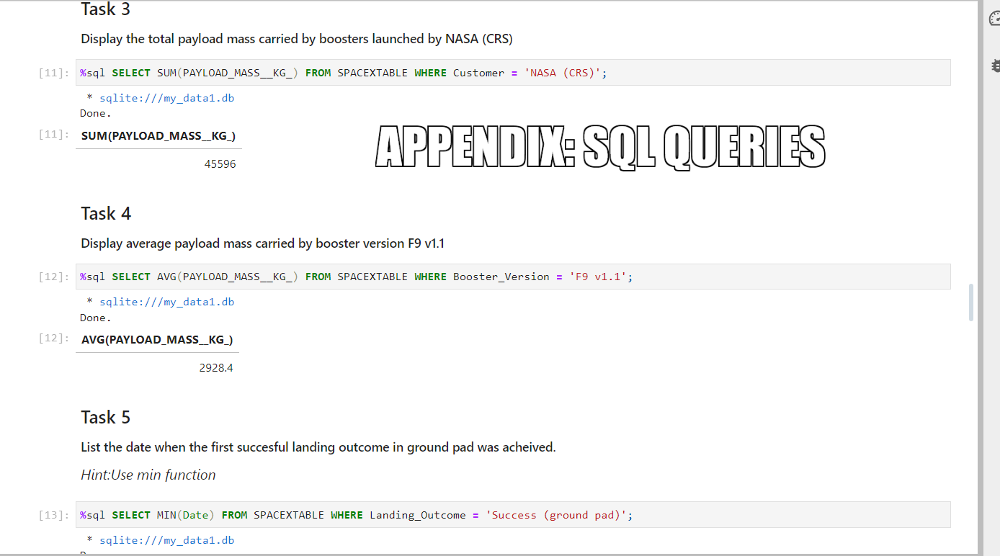 Task 3
Display the total payload mass carried by boosters launched by NASA (CRS)
[11]: %sql SELECT SUM(PAYLOAD_MASS__KG_) FROM SPACEXTABLE WHERE Customer = 'NASA (CRS)';
* sqlite:///my_data1.db
Done.
[11]: SUM(PAYLOAD_MASS__KG_)
45596
APPENDIX: SQL QUERIES
Task 4
Display average payload mass carried by booster version F9 v1.1
[12]: %sql SELECT AVG(PAYLOAD_MASS__KG_) FROM SPACEXTABLE WHERE Booster_Version = 'F9 v1.1';
* sqlite:///my_data1.db
Done.
[12]: AVG(PAYLOAD_MASS__KG_)
2928.4
Task 5
List the date when the first succesful landing outcome in ground pad was acheived.
Hint:Use min function
[13]: %sql SELECT MIN(Date) FROM SPACEXTABLE WHERE Landing_Outcome = 'Success (ground pad)';
* sqlite:///my_data1.db